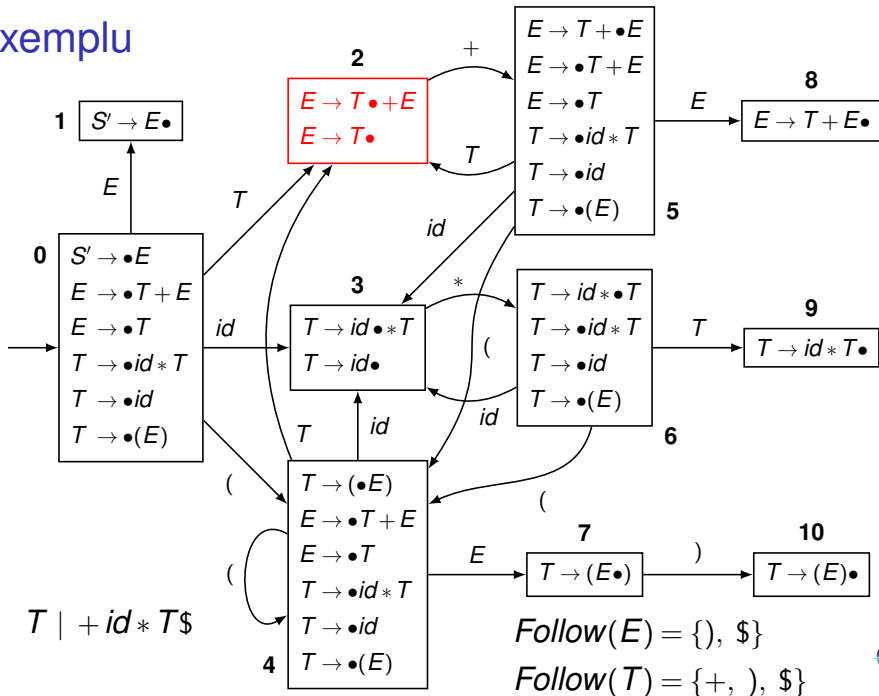 xemplu
1
S′ → E•
E
0
S′ → •E
E → •T + E
E → •T
T → •id ∗ T
T → •id
T → •(E)
T
id
(
2
E → T • +E
E → T•
+
T
5
E → T + •E
E → •T + E
E → •T
T → •id ∗ T
T → •id
T → •(E)
E
8
E → T + E•
id
(
3
T → id • ∗T
T → id•
∗
id
6
T → id ∗ •T
T → •id ∗ T
T → •id
T → •(E)
T
9
T → id ∗ T•
(
T
id
(
4
T → (•E)
E → •T + E
E → •T
T → •id ∗ T
T → •id
T → •(E)
E
7
T → (E•)
)
10
T → (E)•
T | + id ∗ T$
Follow(E) = {), $}
Follow(T) = {+, ), $}